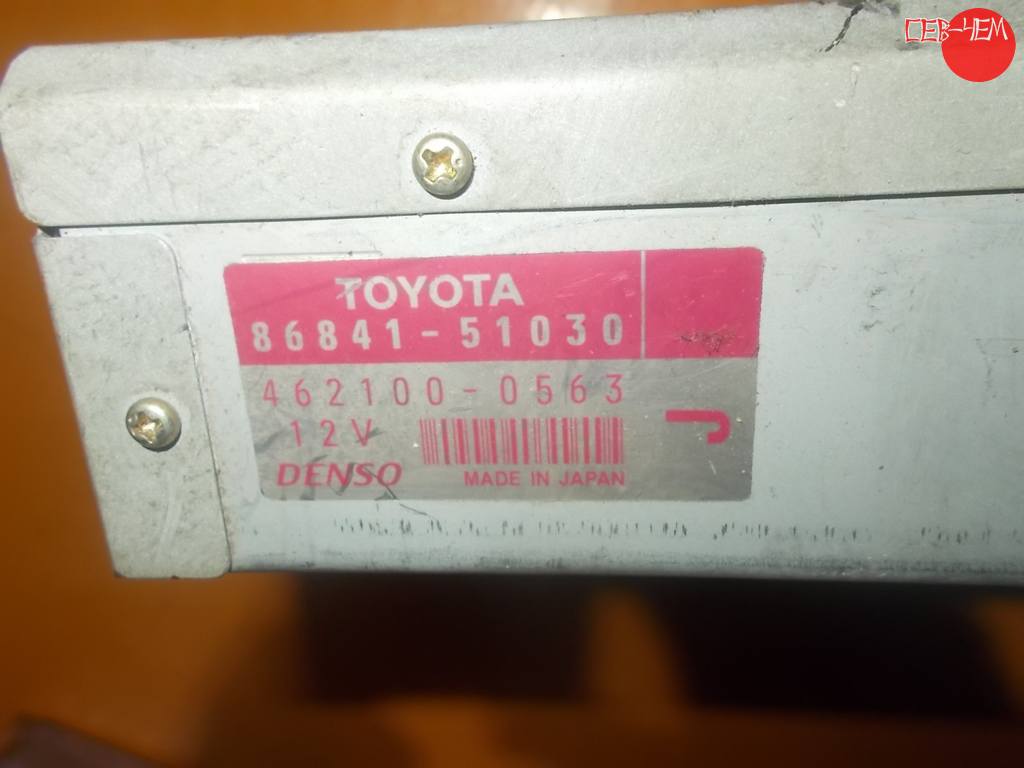 СЕВ-ЧЕМ
TOYOTA
86841-51030
462100-0563
12V
J
DENSO
MADE IN JAPAN